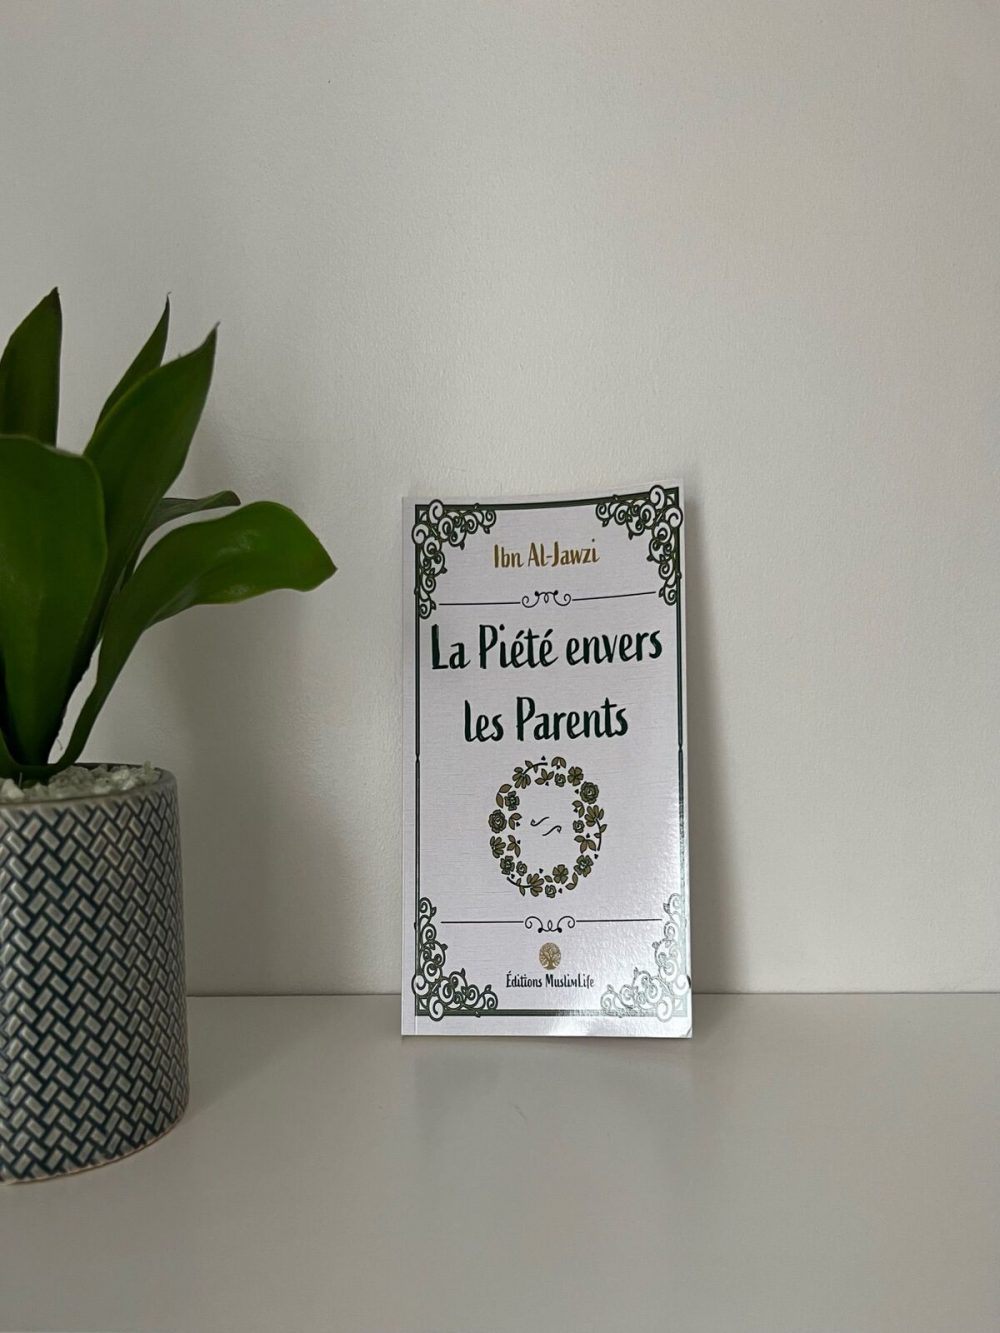 Ibn Al-Jawzi
La Piété envers
les Parents
Éditions MuslimLife